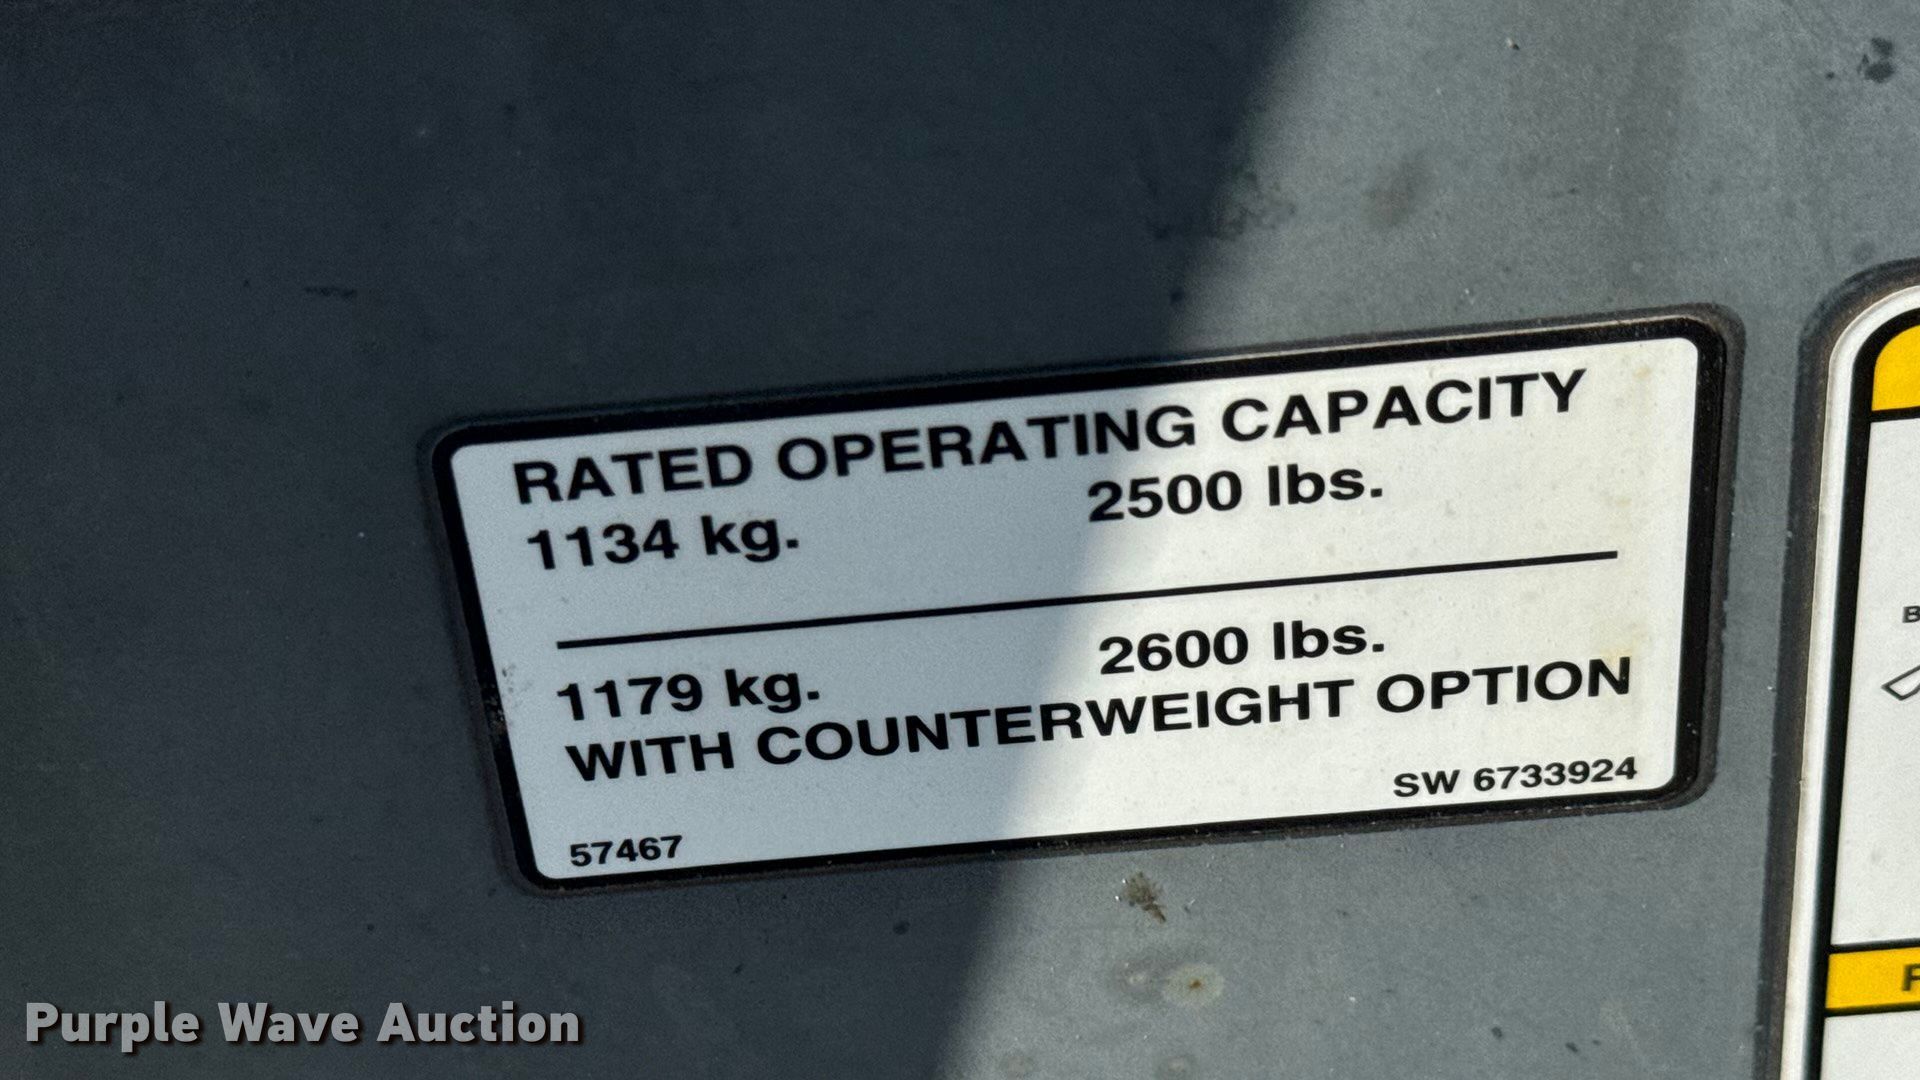 RATED OPERATING CAPACITY
1134 kg. 2500 lbs.
1179 kg. 2600 lbs.
WITH COUNTERWEIGHT OPTION
SW 6733924
57467
Purple Wave Auction